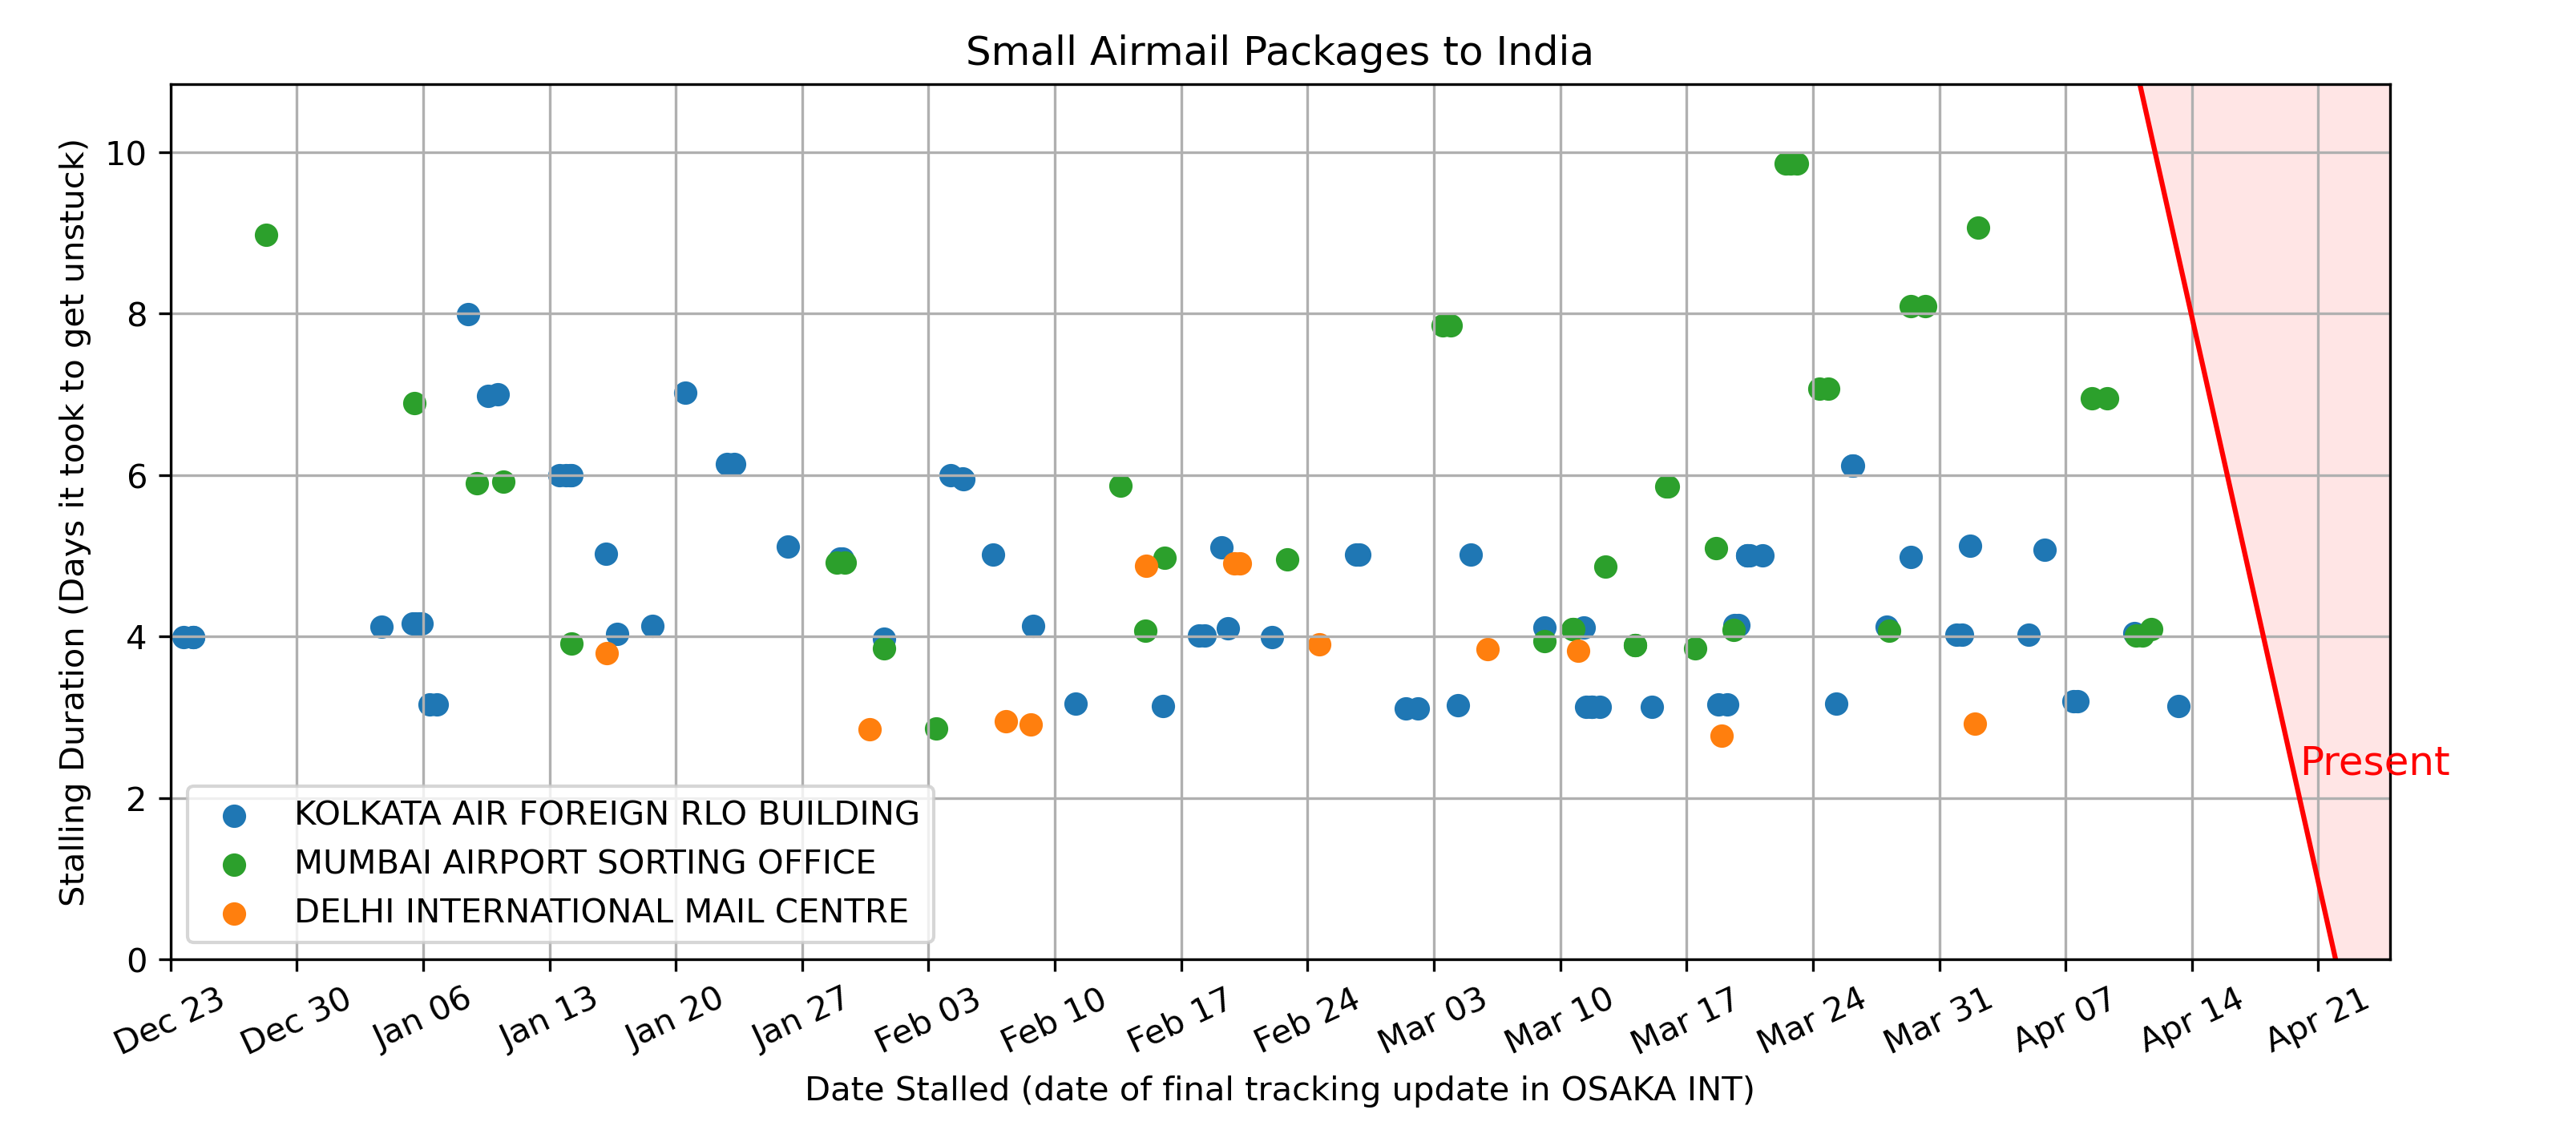 Small Airmail Packages to India
Stalling Duration (Days it took to get unstuck)
10
8
6
4
2
0
Present
KOLKATA AIR FOREIGN RLO BUILDING
MUMBAI AIRPORT SORTING OFFICE
DELHI INTERNATIONAL MAIL CENTRE
Dec 23
Dec 30
Jan 06
Jan 13
Jan 20
Jan 27
Feb 03
Feb 10
Feb 17
Feb 24
Mar 03
Mar 10
Mar 17
Mar 24
Mar 31
Apr 07
Apr 14
Apr 21
Date Stalled (date of final tracking update in OSAKA INT)